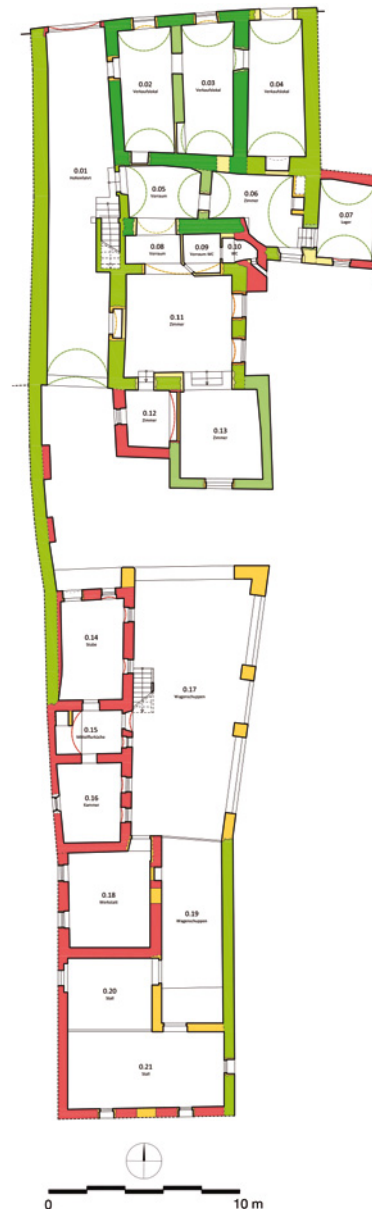 0.02
Verkaufslokal
0.03
Verkaufslokal
0.04
Verkaufslokal
0.01
0.05
Vorraum
0.06
Zimmer
0.07
Lager
0.08
Vorraum
0.09
Vorraum WC
0.10
WC
0.11
Zimmer
0.12
Zimmer
0.13
Zimmer
0.14
Stube
0.17
Wagenschuppen
0.15
0.16
Kammer
0.18
Werkstatt
0.19
Wagenschuppen
0.20
Stall
0.21
Stall
0
10 m